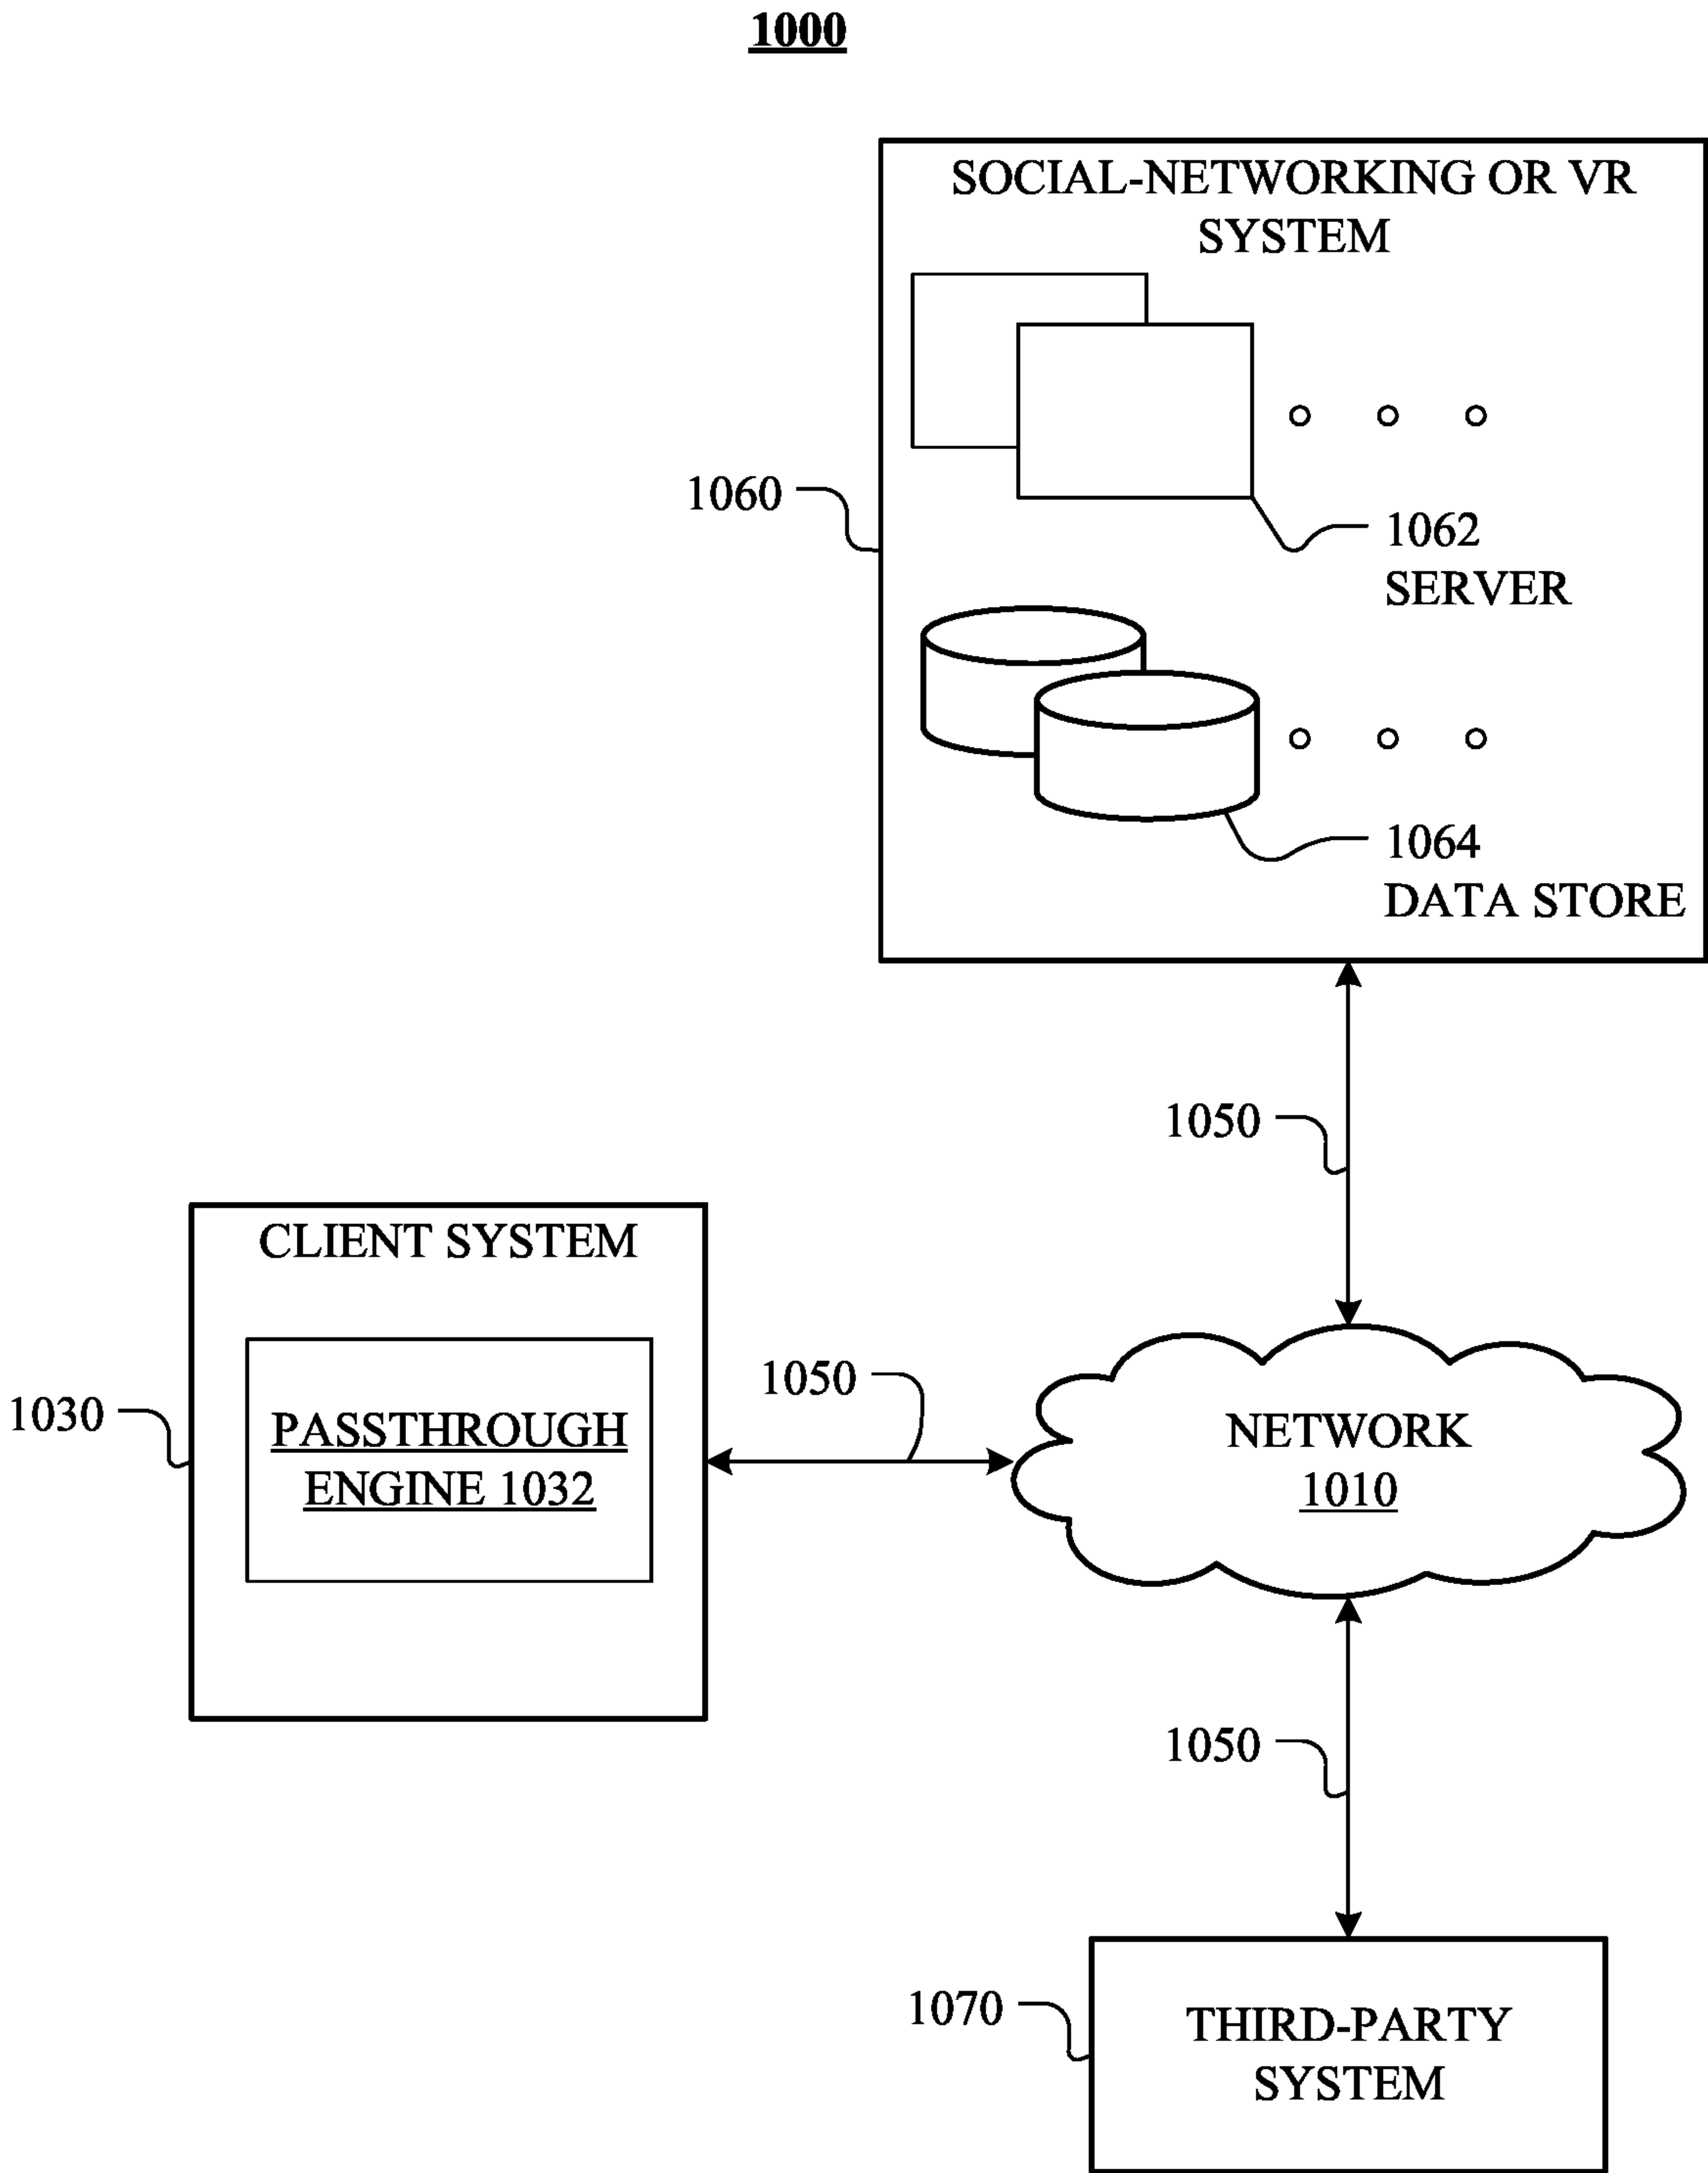 1000
SOCIAL-NETWORKING OR VR
SYSTEM
1060
1062
SERVER
1064
DATA STORE
1050
CLIENT SYSTEM
1030
PASSTHROUGH
ENGINE 1032
1050
NETWORK
1010
1050
1070
THIRD-PARTY
SYSTEM